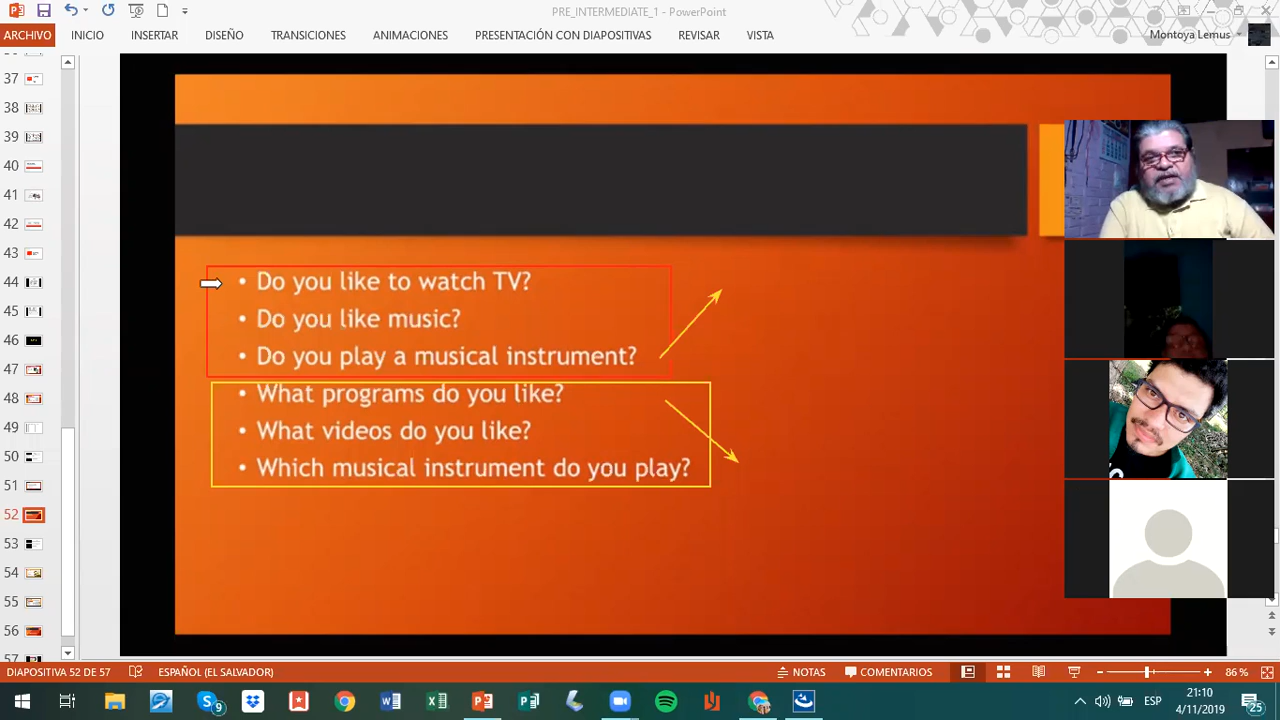 PRE_INTERMEDIATE_1 - PowerPoint
ARCHIVO INICIO INSERTAR DISEÑO TRANSICIONES ANIMACIONES PRESENTACIÓN CON DIAPOSITIVAS REVISAR VISTA
Montoya Lemus
37
38
39
40
41
42
43
44
45
46
47
48
49
50
51
52
53
54
55
56
57
• Do you like to watch TV?
• Do you like music?
• Do you play a musical instrument?
• What programs do you like?
• What videos do you like?
• Which musical instrument do you play?
DIAPOSITIVA 52 DE 57 ESPAÑOL (EL SALVADOR) NOTAS COMENTARIOS 86 %
ESP
21:10
4/11/2019
9
25